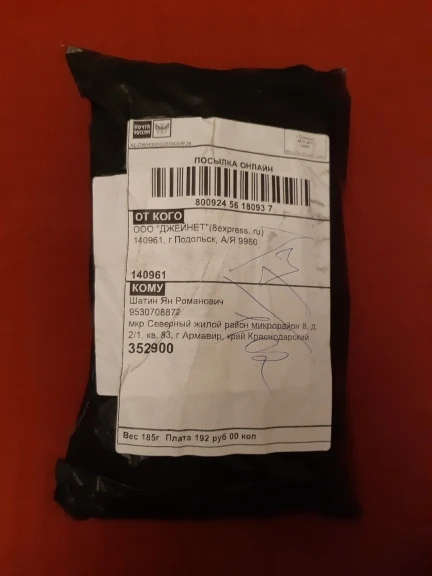 ПОЧТА
РОССИИ
ПОСЫЛКА ОНЛАЙН
800924 56 18093 7
ОТ КОГО
ООО "ДЖЕЙНЕТ"(8express..ru)
140961, г Подольск, А/Я 9960
140961
КОМУ
Шатин Ян Романович
9530708872
мкр Северный жилой район микрорайон 8, д.
2/1, кв. 83, г Армавир, край Краснодарский
352900
Вес 185г Плата 192 руб 00 коп